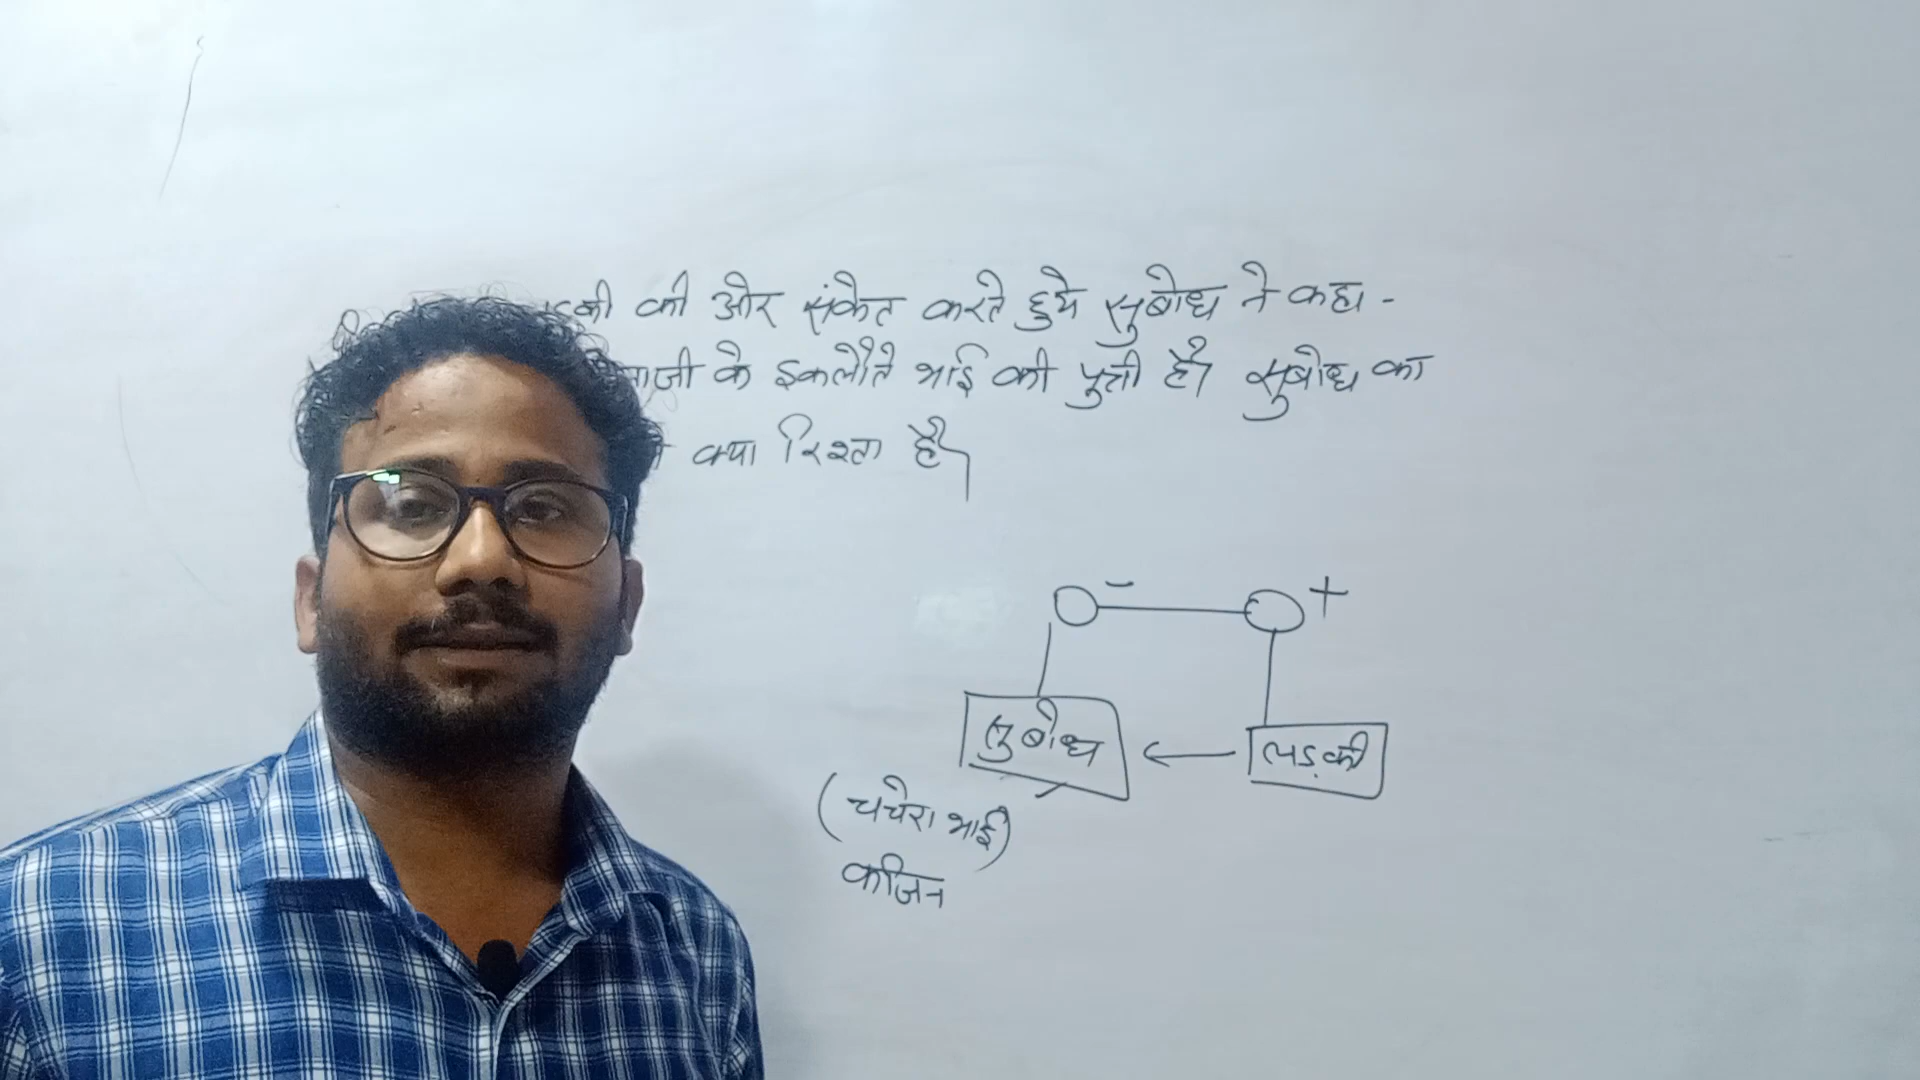 की ओर संकेत करते हुये सुबोध ने कहा -
के इकलौते भाई की पुत्री है। सुबोध का
क्या रिश्ता है
- +
सुबोध ← लड़की
(चचेरा भाई)
कजिन